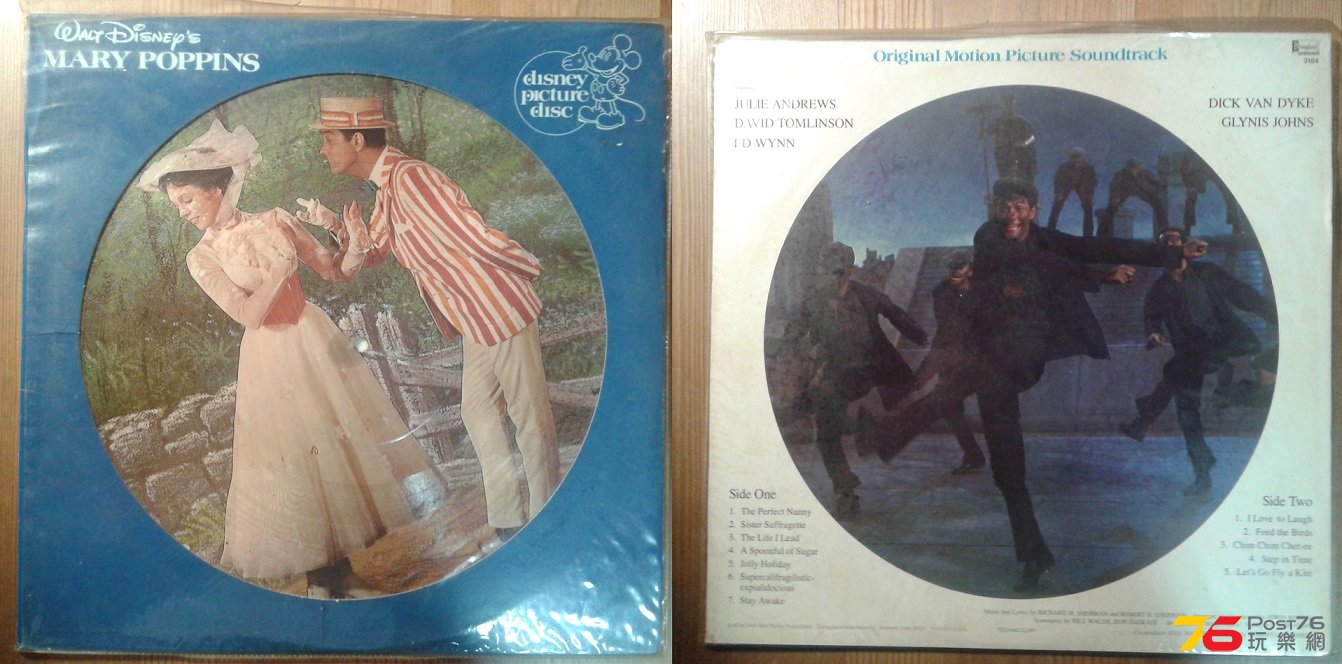 Walt Disney's
MARY POPPINS
disney
picture
disc
Original Motion Picture Soundtrack
3104
JULIE ANDREWS
DAVID TOMLINSON
ED WYNN
DICK VAN DYKE
GLYNIS JOHNS
Side One
1. The Perfect Nanny
2. Sister Suffragette
3. The Life I Lead
4. A Spoonful of Sugar
5. Jolly Holiday
6. Supercalifragilistic-
expialidocious
7. Stay Awake
Side Two
1. I Love to Laugh
2. Feed the Birds
3. Chim Chim Cher-ee
4. Step in Time
5. Let's Go Fly a Kite
Music and Lyrics by RICHARD M. SHERMAN and ROBERT B.
Screenplay by BILL WALSH, DON DaGRADI
TECHNICOLOR
Co-producer BILL
76 Post76
玩樂網